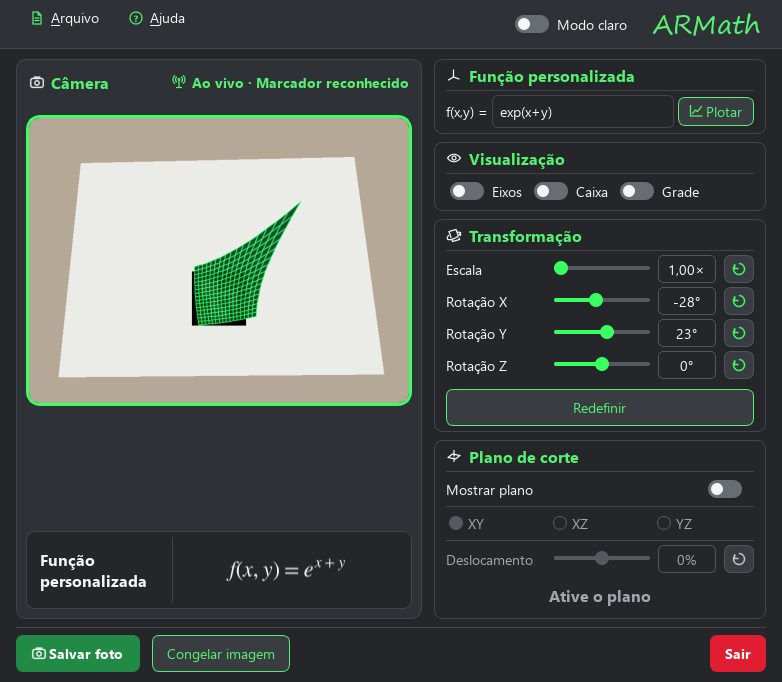 Arquivo
Ajuda
Modo claro
ARMath
Câmera
Ao vivo · Marcador reconhecido
Função personalizada
f(x,y) =
exp(x+y)
Plotar
Visualização
Eixos
Caixa
Grade
Transformação
Escala
1,00×
Rotação X
-28°
Rotação Y
23°
Rotação Z
0°
Redefinir
Plano de corte
Mostrar plano
XY
XZ
YZ
Deslocamento
0%
Ative o plano
Função
personalizada
f(x, y) = e^{x+y}
Salvar foto
Congelar imagem
Sair